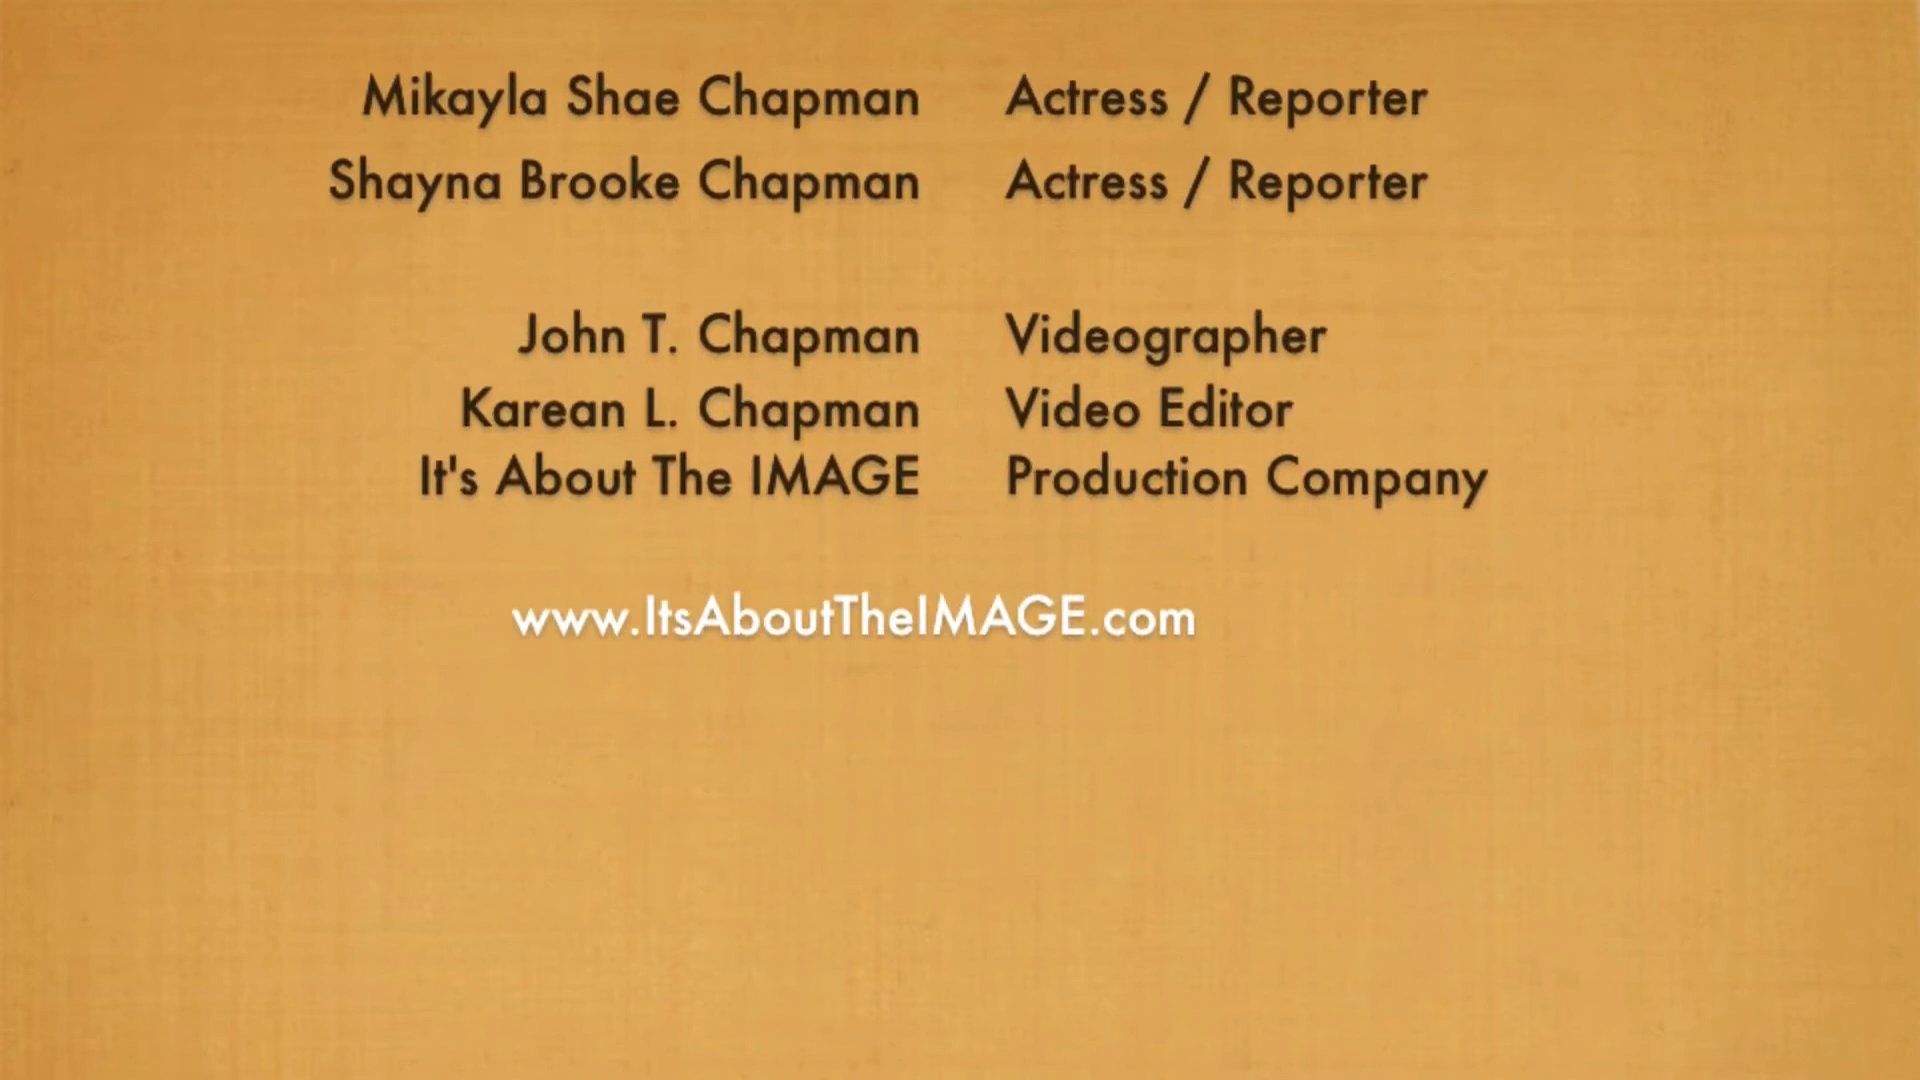 Mikayla Shae Chapman Actress / Reporter
Shayna Brooke Chapman Actress / Reporter
John T. Chapman Videographer
Karean L. Chapman Video Editor
It's About The IMAGE Production Company
www.ItsAboutTheIMAGE.com